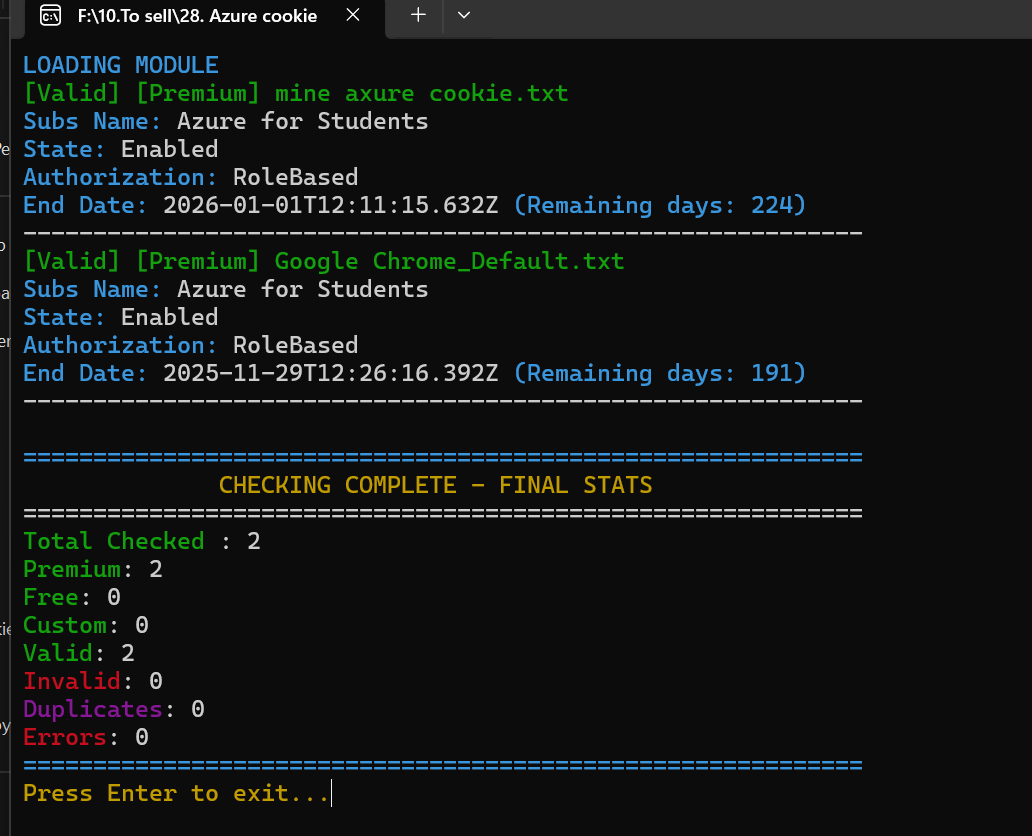 F:\10.To sell\28. Azure cookie
LOADING MODULE
[Valid] [Premium] mine axure cookie.txt
Subs Name: Azure for Students
State: Enabled
Authorization: RoleBased
End Date: 2026-01-01T12:11:15.632Z (Remaining days: 224)
------------------------------------------------------------
[Valid] [Premium] Google Chrome_Default.txt
Subs Name: Azure for Students
State: Enabled
Authorization: RoleBased
End Date: 2025-11-29T12:26:16.392Z (Remaining days: 191)
------------------------------------------------------------
============================================================
CHECKING COMPLETE - FINAL STATS
============================================================
Total Checked : 2
Premium: 2
Free: 0
Custom: 0
Valid: 2
Invalid: 0
Duplicates: 0
Errors: 0
============================================================
Press Enter to exit...